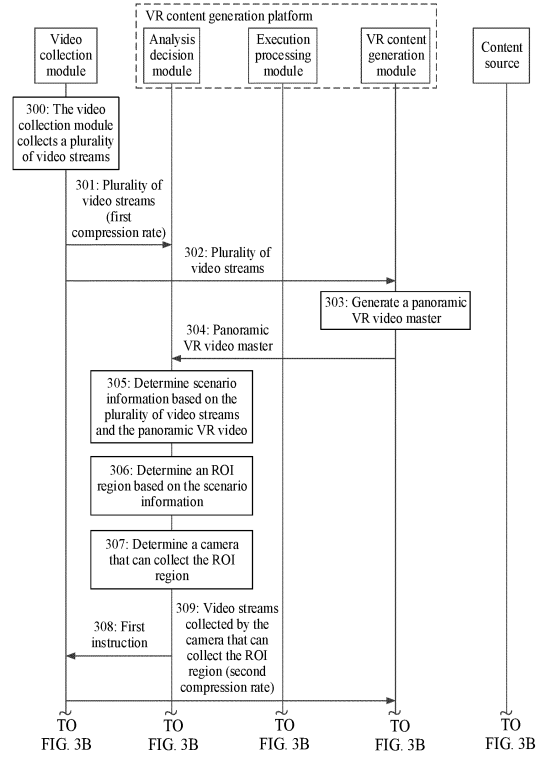 VR content generation platform
Video
collection module
Analysis
decision module
Execution
processing module
VR content
generation module
Content
source
300: The video
collection module
collects a plurality
of video streams
301: Plurality of
video streams
(first
compression rate)
302: Plurality of
video streams
303: Generate a panoramic
VR video master
304: Panoramic
VR video master
305: Determine scenario
information based on the
plurality of video streams
and the panoramic VR video
306: Determine an ROI
region based on the scenario
information
307: Determine a camera
that can collect the ROI
region
308: First
instruction
309: Video streams
collected by the
camera that can
collect the ROI
region (second
compression rate)
TO
FIG. 3B
TO
FIG. 3B
TO
FIG. 3B
TO
FIG. 3B
TO
FIG. 3B